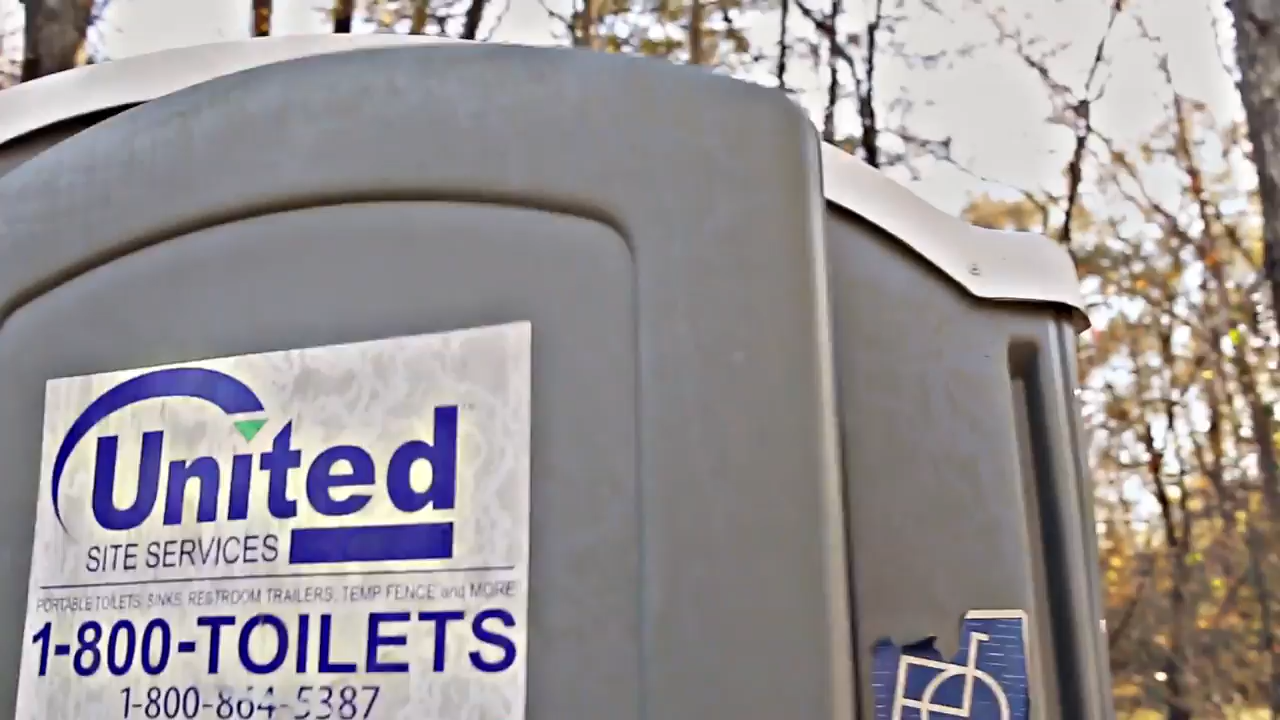 United
SITE SERVICES
PORTABLE TOILETS, SINKS, RESTROOM TRAILERS, TEMP FENCE and MORE
1-800-TOILETS
1-800-864-5387